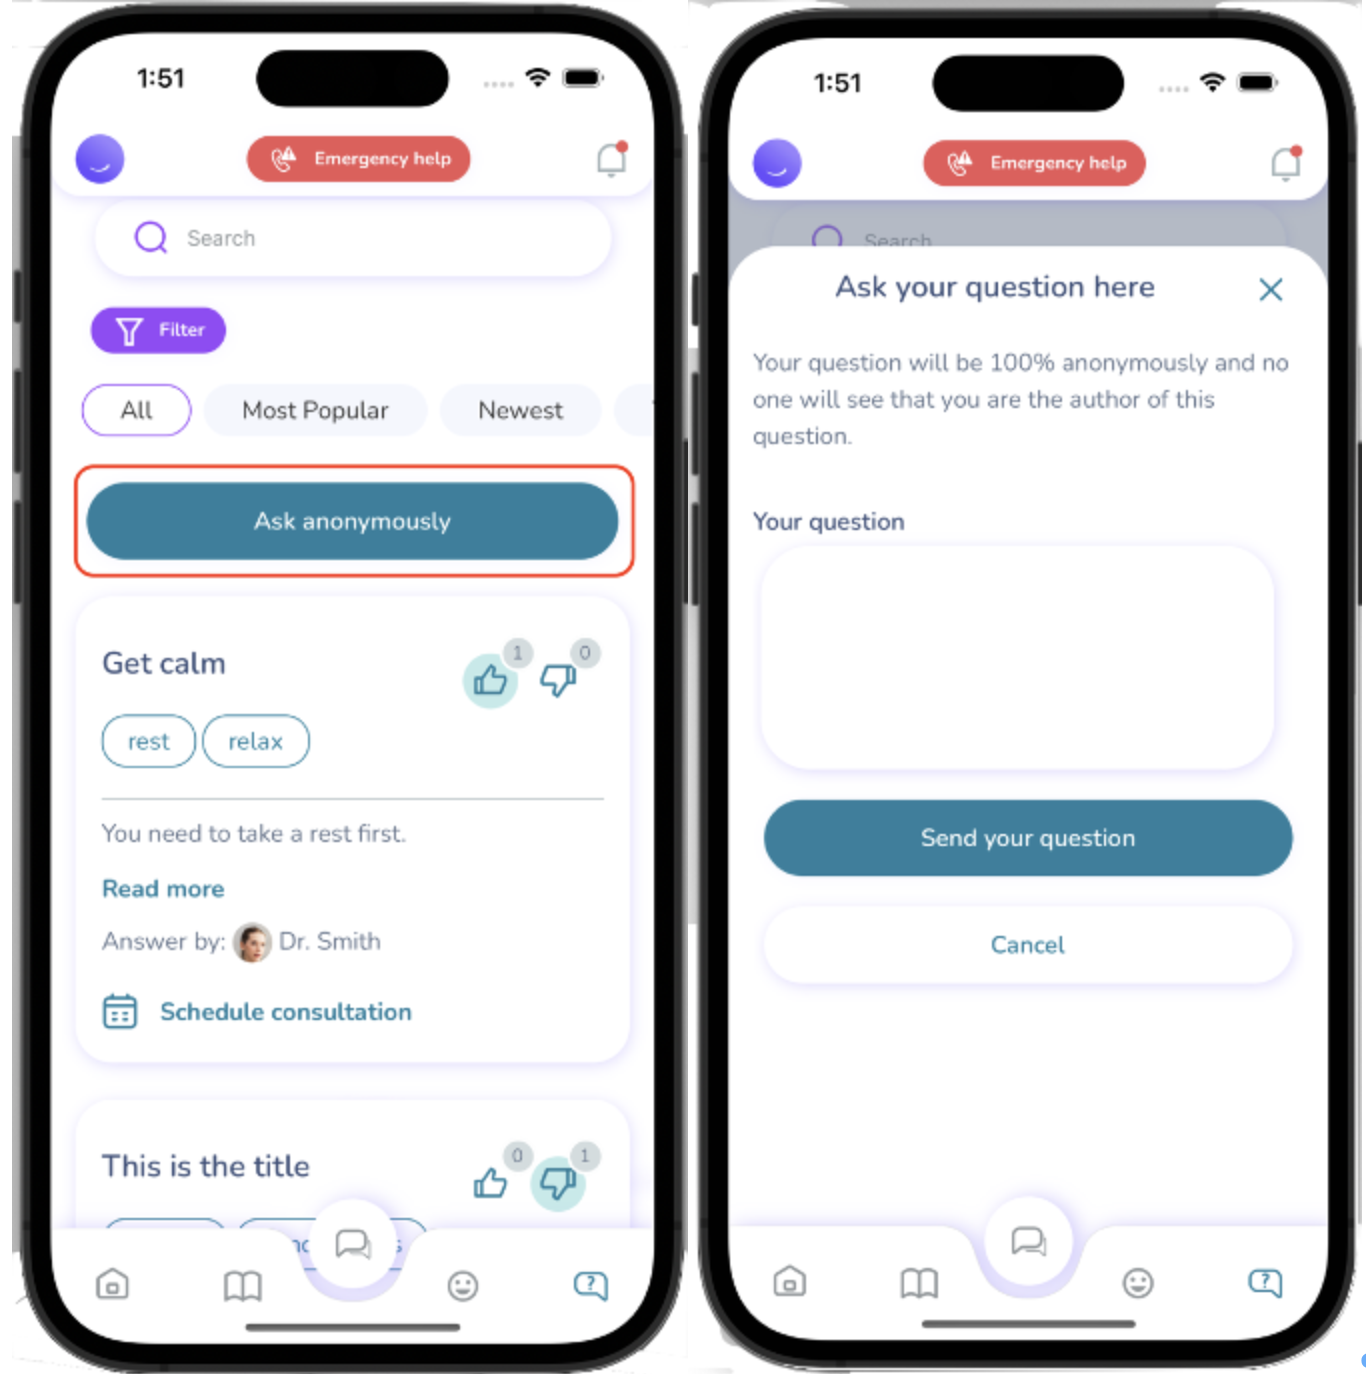 1:51
Emergency help
Search
Filter
All
Most Popular
Newest
Ask anonymously
Get calm
1
0
rest
relax
You need to take a rest first.
Read more
Answer by: Dr. Smith
Schedule consultation
This is the title
0
1
1:51
Emergency help
Search
Ask your question here
Your question will be 100% anonymously and no
one will see that you are the author of this
question.
Your question
Send your question
Cancel